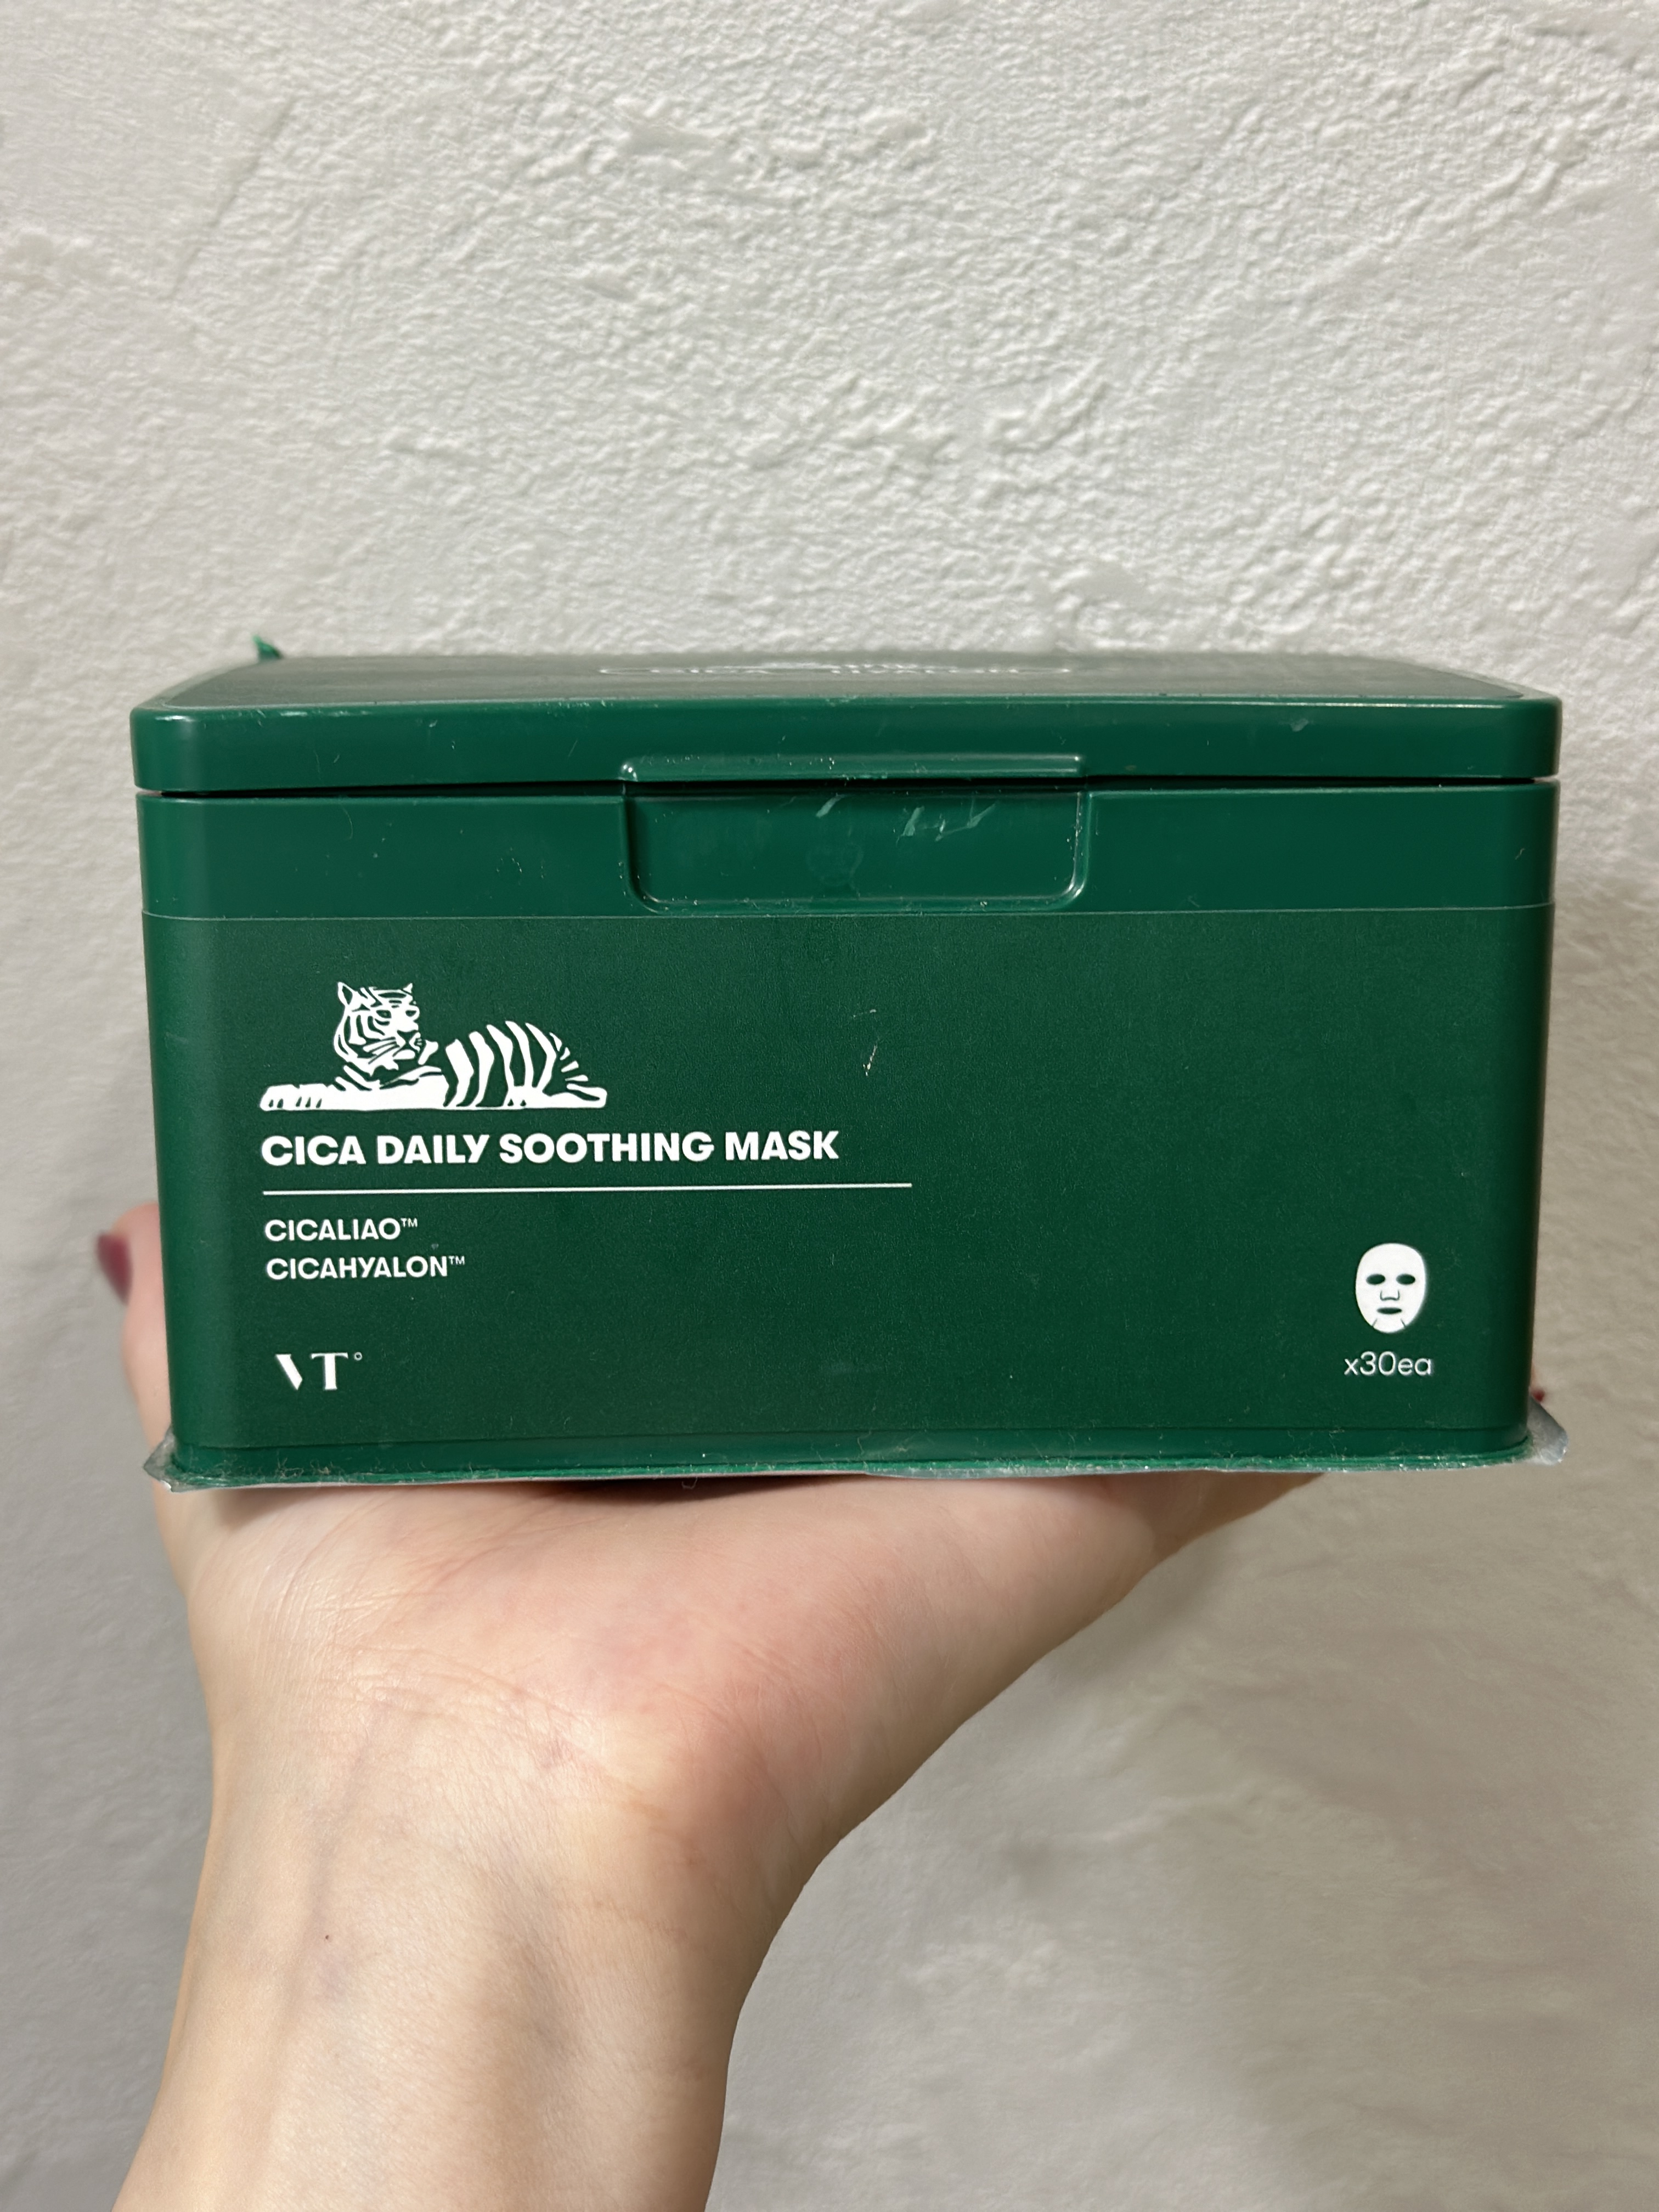 CICA DAILY SOOTHING MASK
CICALIAO™
CICAHYALON™
VT°
x30ea